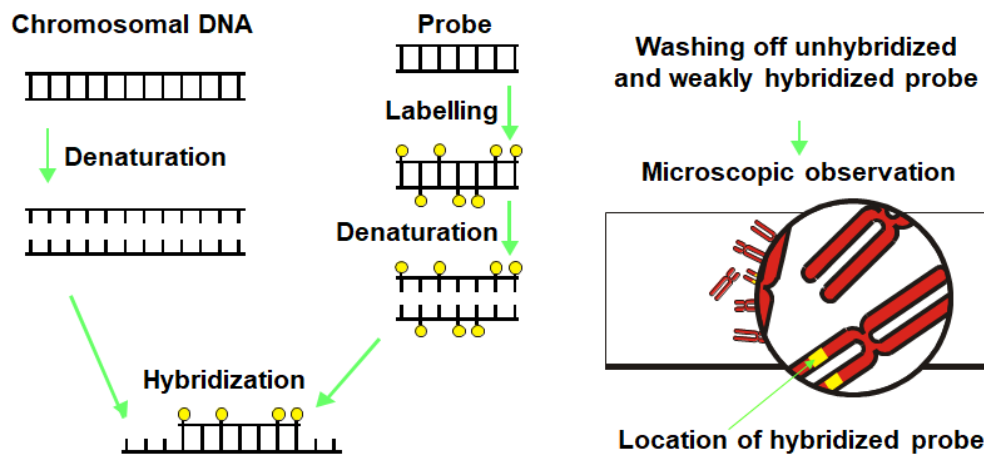 Chromosomal DNA
Denaturation
Probe
Labelling
Denaturation
Hybridization
Washing off unhybridized
and weakly hybridized probe
Microscopic observation
Location of hybridized probe